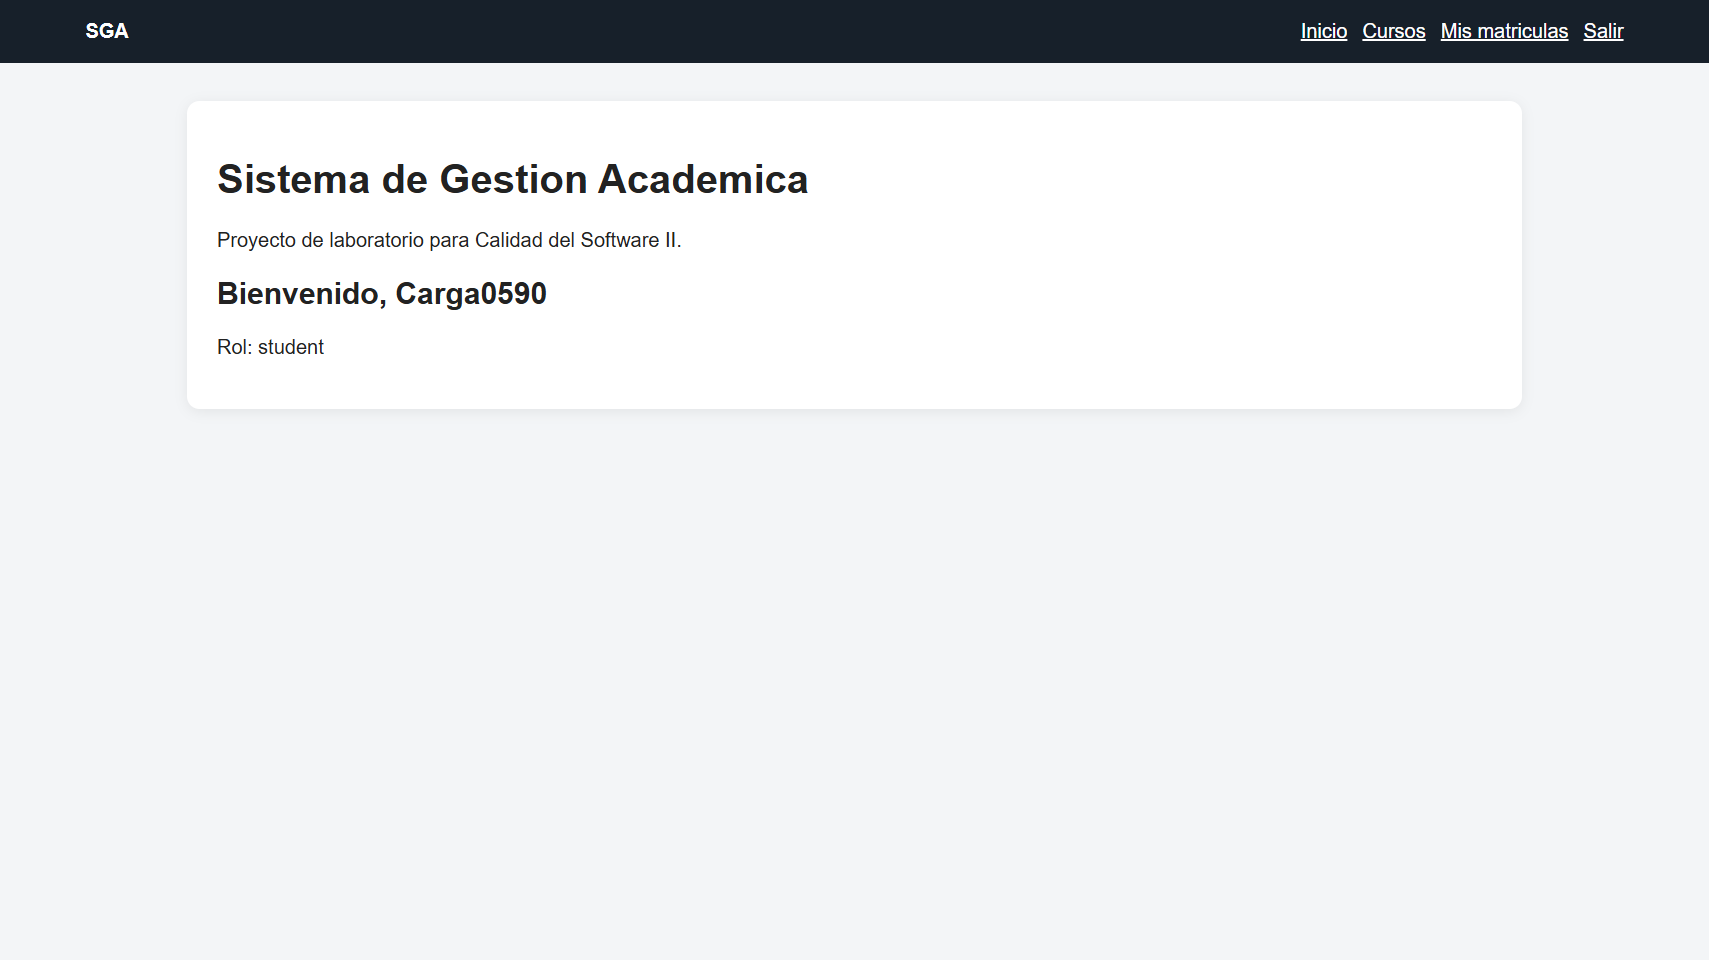 SGA
Inicio Cursos Mis matriculas Salir
Sistema de Gestion Academica
Proyecto de laboratorio para Calidad del Software II.
Bienvenido, Carga0590
Rol: student